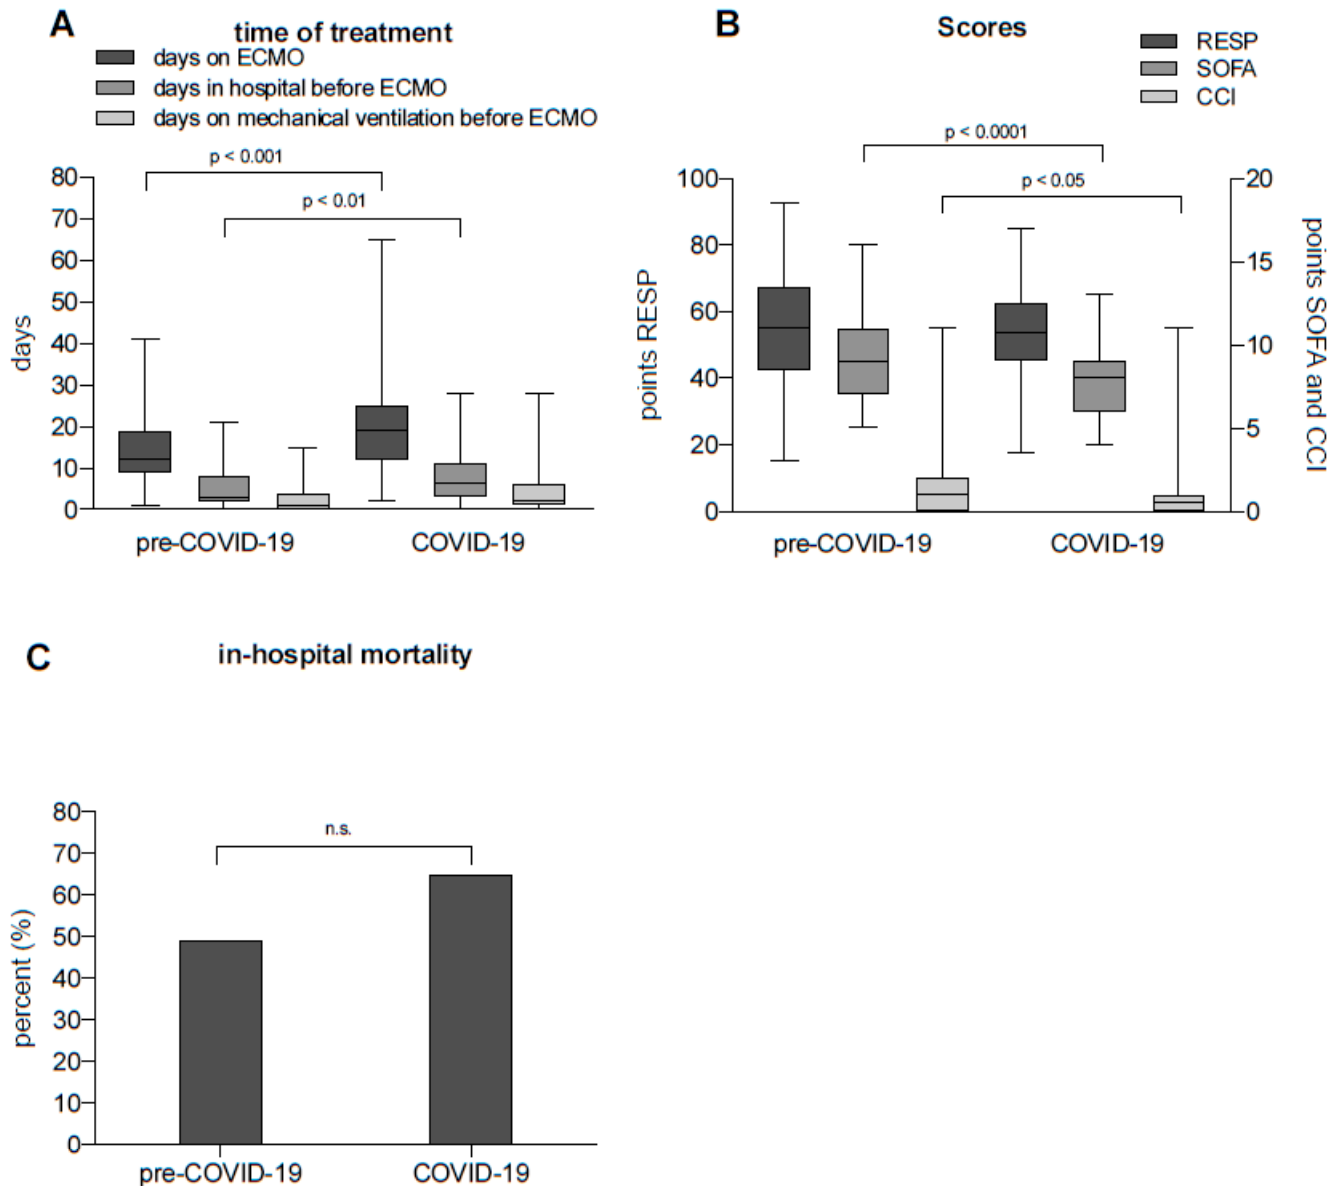 A
time of treatment
days on ECMO
days in hospital before ECMO
days on mechanical ventilation before ECMO
p < 0.001
p < 0.01
80
70
60
50
40
30
20
10
0
days
pre-COVID-19
COVID-19
B
Scores
RESP
SOFA
CCI
p < 0.0001
p < 0.05
100
80
60
40
20
0
points RESP
20
15
10
5
0
points SOFA and CCI
pre-COVID-19
COVID-19
C
in-hospital mortality
n.s.
80
70
60
50
40
30
20
10
0
percent (%)
pre-COVID-19
COVID-19